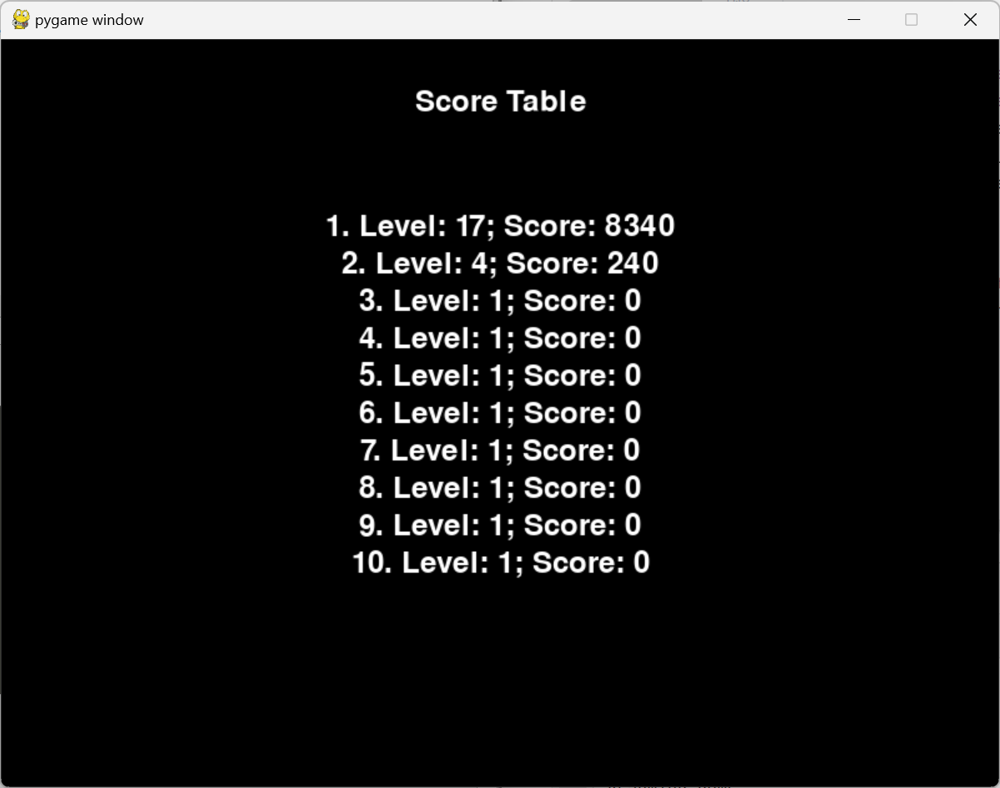 pygame window
Score Table
1. Level: 17; Score: 8340
2. Level: 4; Score: 240
3. Level: 1; Score: 0
4. Level: 1; Score: 0
5. Level: 1; Score: 0
6. Level: 1; Score: 0
7. Level: 1; Score: 0
8. Level: 1; Score: 0
9. Level: 1; Score: 0
10. Level: 1; Score: 0